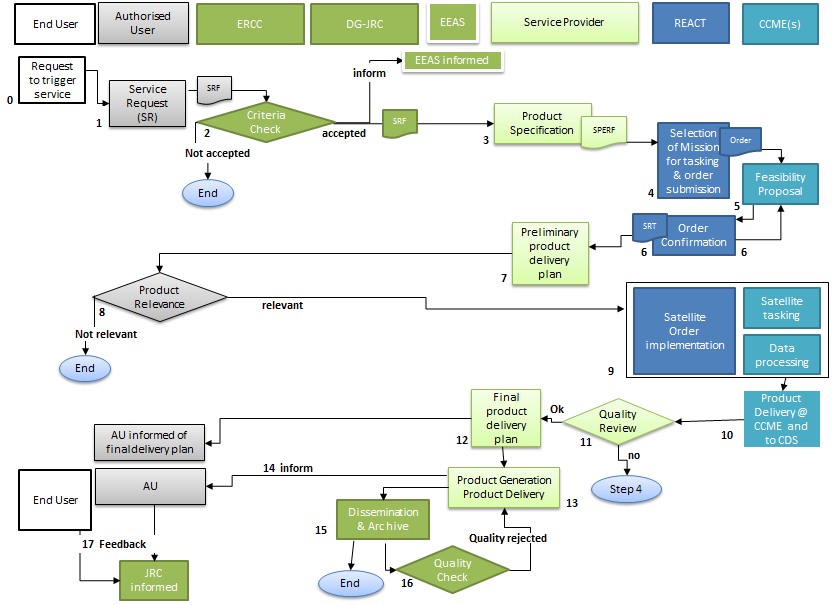 End User
Authorised
User
ERCC
DG-JRC
EEAS
Service Provider
REACT
CCME(s)
Request
to trigger
service
0
Service
Request
(SR)
1
SRF
Criteria
Check
2
inform
EEAS informed
accepted
SRF
Not accepted
End
Product
Specification
3
SPERF
Selection
of Mission
for tasking
& order
submission
4
Order
Feasibility
Proposal
5
SRT
Order
Confirmation
6
6
Preliminary
product
delivery
plan
7
Product
Relevance
8
relevant
Not relevant
End
Satellite
Order
implementation
Satellite
tasking
Data
processing
9
Product
Delivery @
CCME and
to CDS
10
Quality
Review
11
Ok
no
Step 4
Final
product
delivery
plan
12
AU informed of
final delivery plan
Product Generation
Product Delivery
13
14 inform
AU
End User
Dissemination
& Archive
15
Quality rejected
Quality
Check
16
End
17 Feedback
JRC
informed